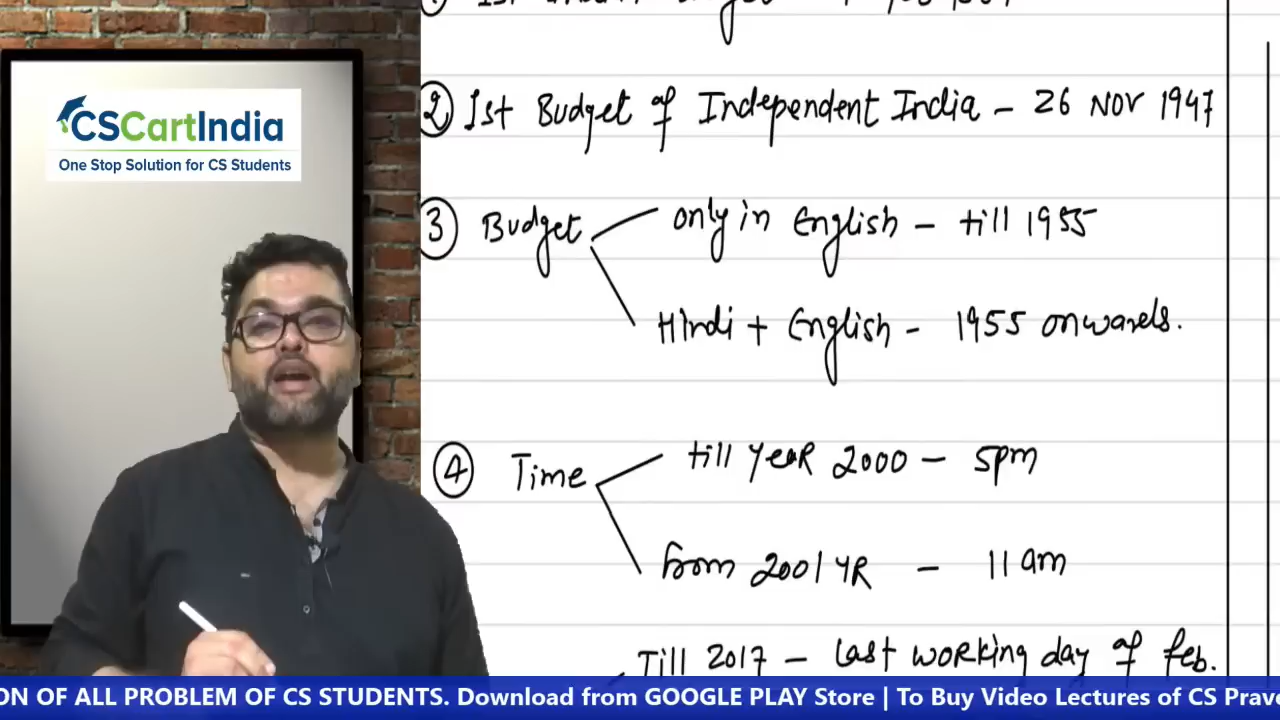 CSCartIndia
One Stop Solution for CS Students
② Ist Budget of Independent India - 26 Nov 1947
③ Budget
only in English - till 1955
Hindi + English - 1955 onwards.
④ Time
till year 2000 - 5pm
from 2001 YR - 11 am
Till 2017 - last working day of feb.
ON OF ALL PROBLEM OF CS STUDENTS. Download from GOOGLE PLAY Store | To Buy Video Lectures of CS Prave